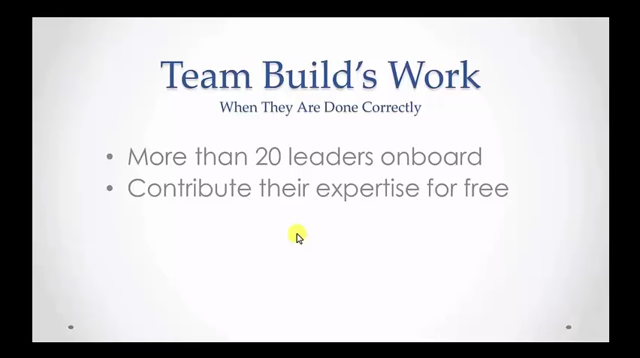 Team Build's Work
When They Are Done Correctly
• More than 20 leaders onboard
• Contribute their expertise for free